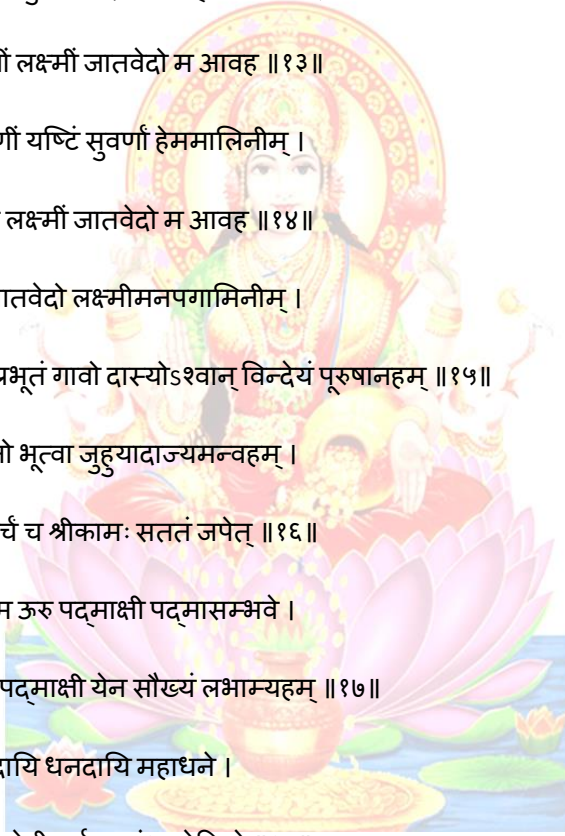 लक्ष्मीं जातवेदो म आवह ॥१३॥
यष्टिं सुवर्णां हेममालिनीम् ।
लक्ष्मीं जातवेदो म आवह ॥१४॥
लक्ष्मीमनपगामिनीम् ।
गावो दास्योऽश्वान् विन्देयं पूरुषानहम् ॥१५॥
भूत्वा जुहुयादाज्यमन्वहम् ।
च श्रीकामः सततं जपेत् ॥१६॥
ऊरु पद्माक्षी पद्मासम्भवे ।
पद्माक्षी येन सौख्यं लभाम्यहम् ॥१७॥
धनदायि महाधने ।